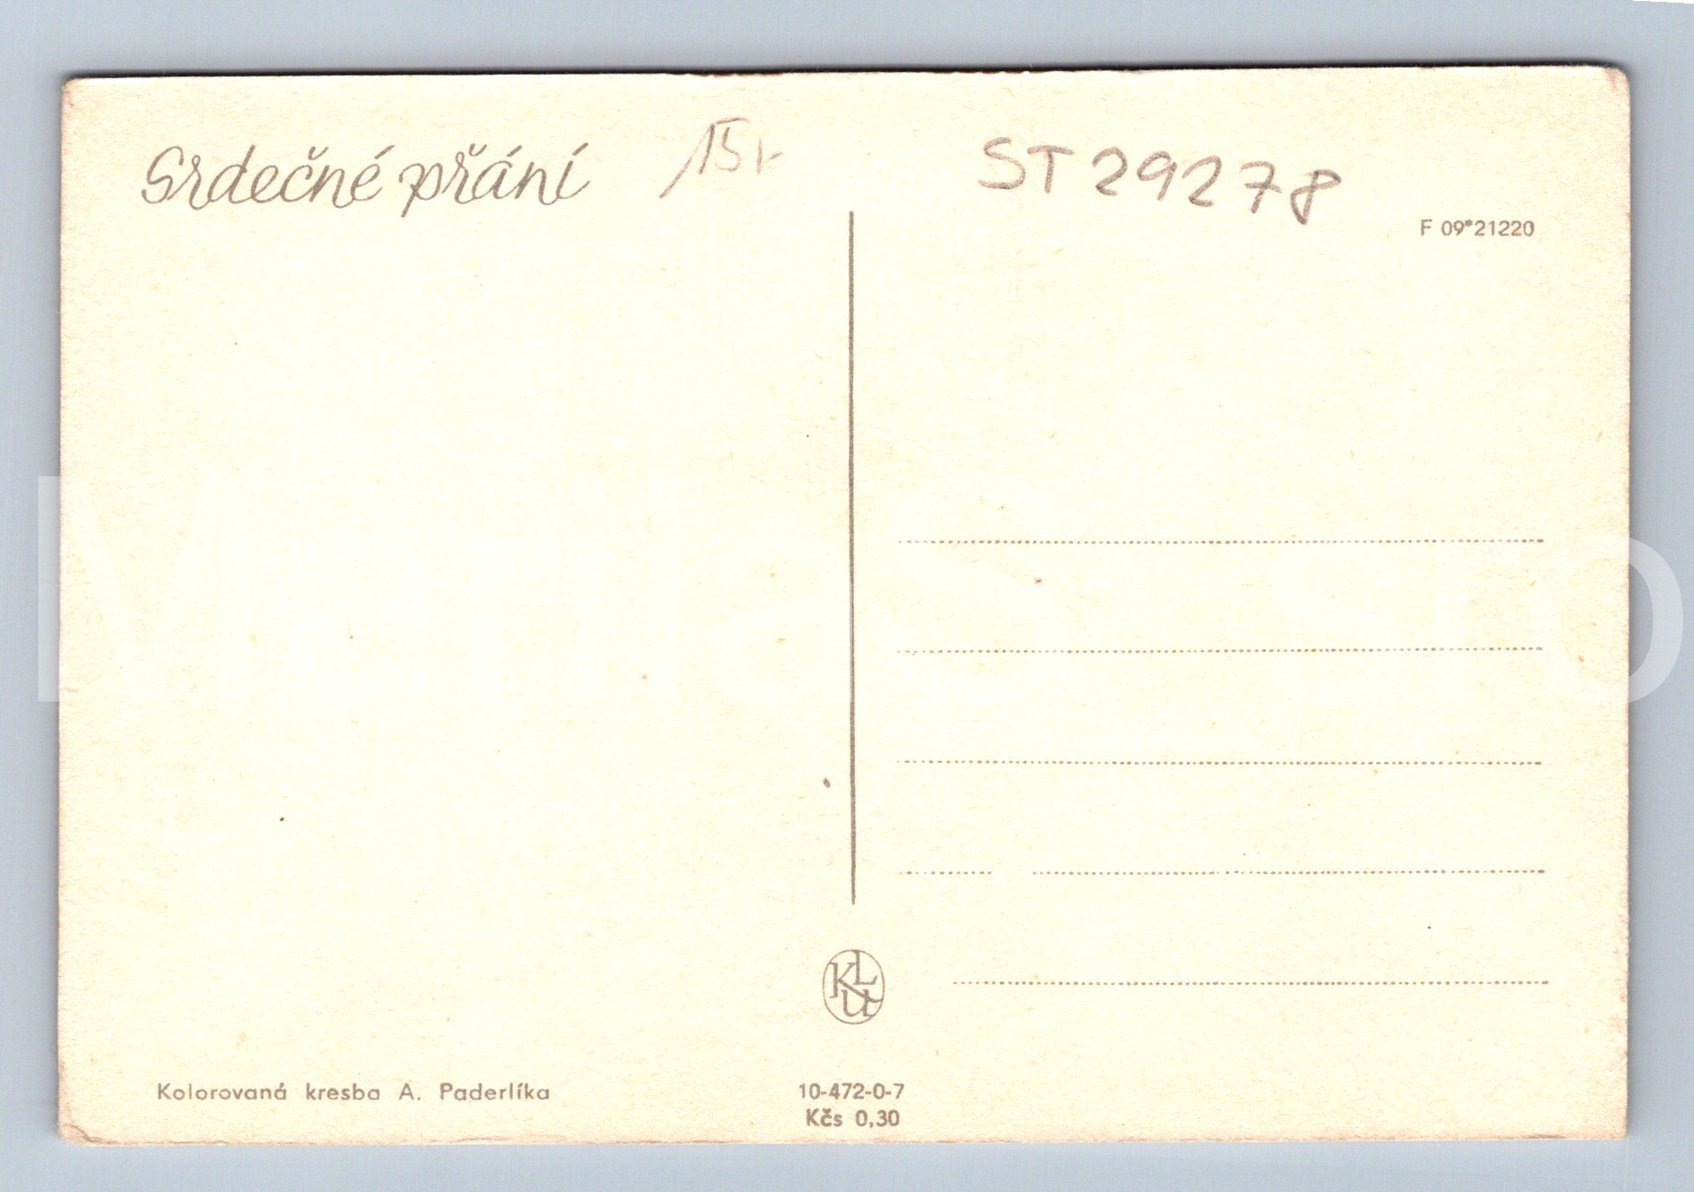 Srdečné přání
15,-
ST 29278
F 09*21220
KLU
Kolorovaná kresba A. Paderlíka
10-472-0-7
Kčs 0,30